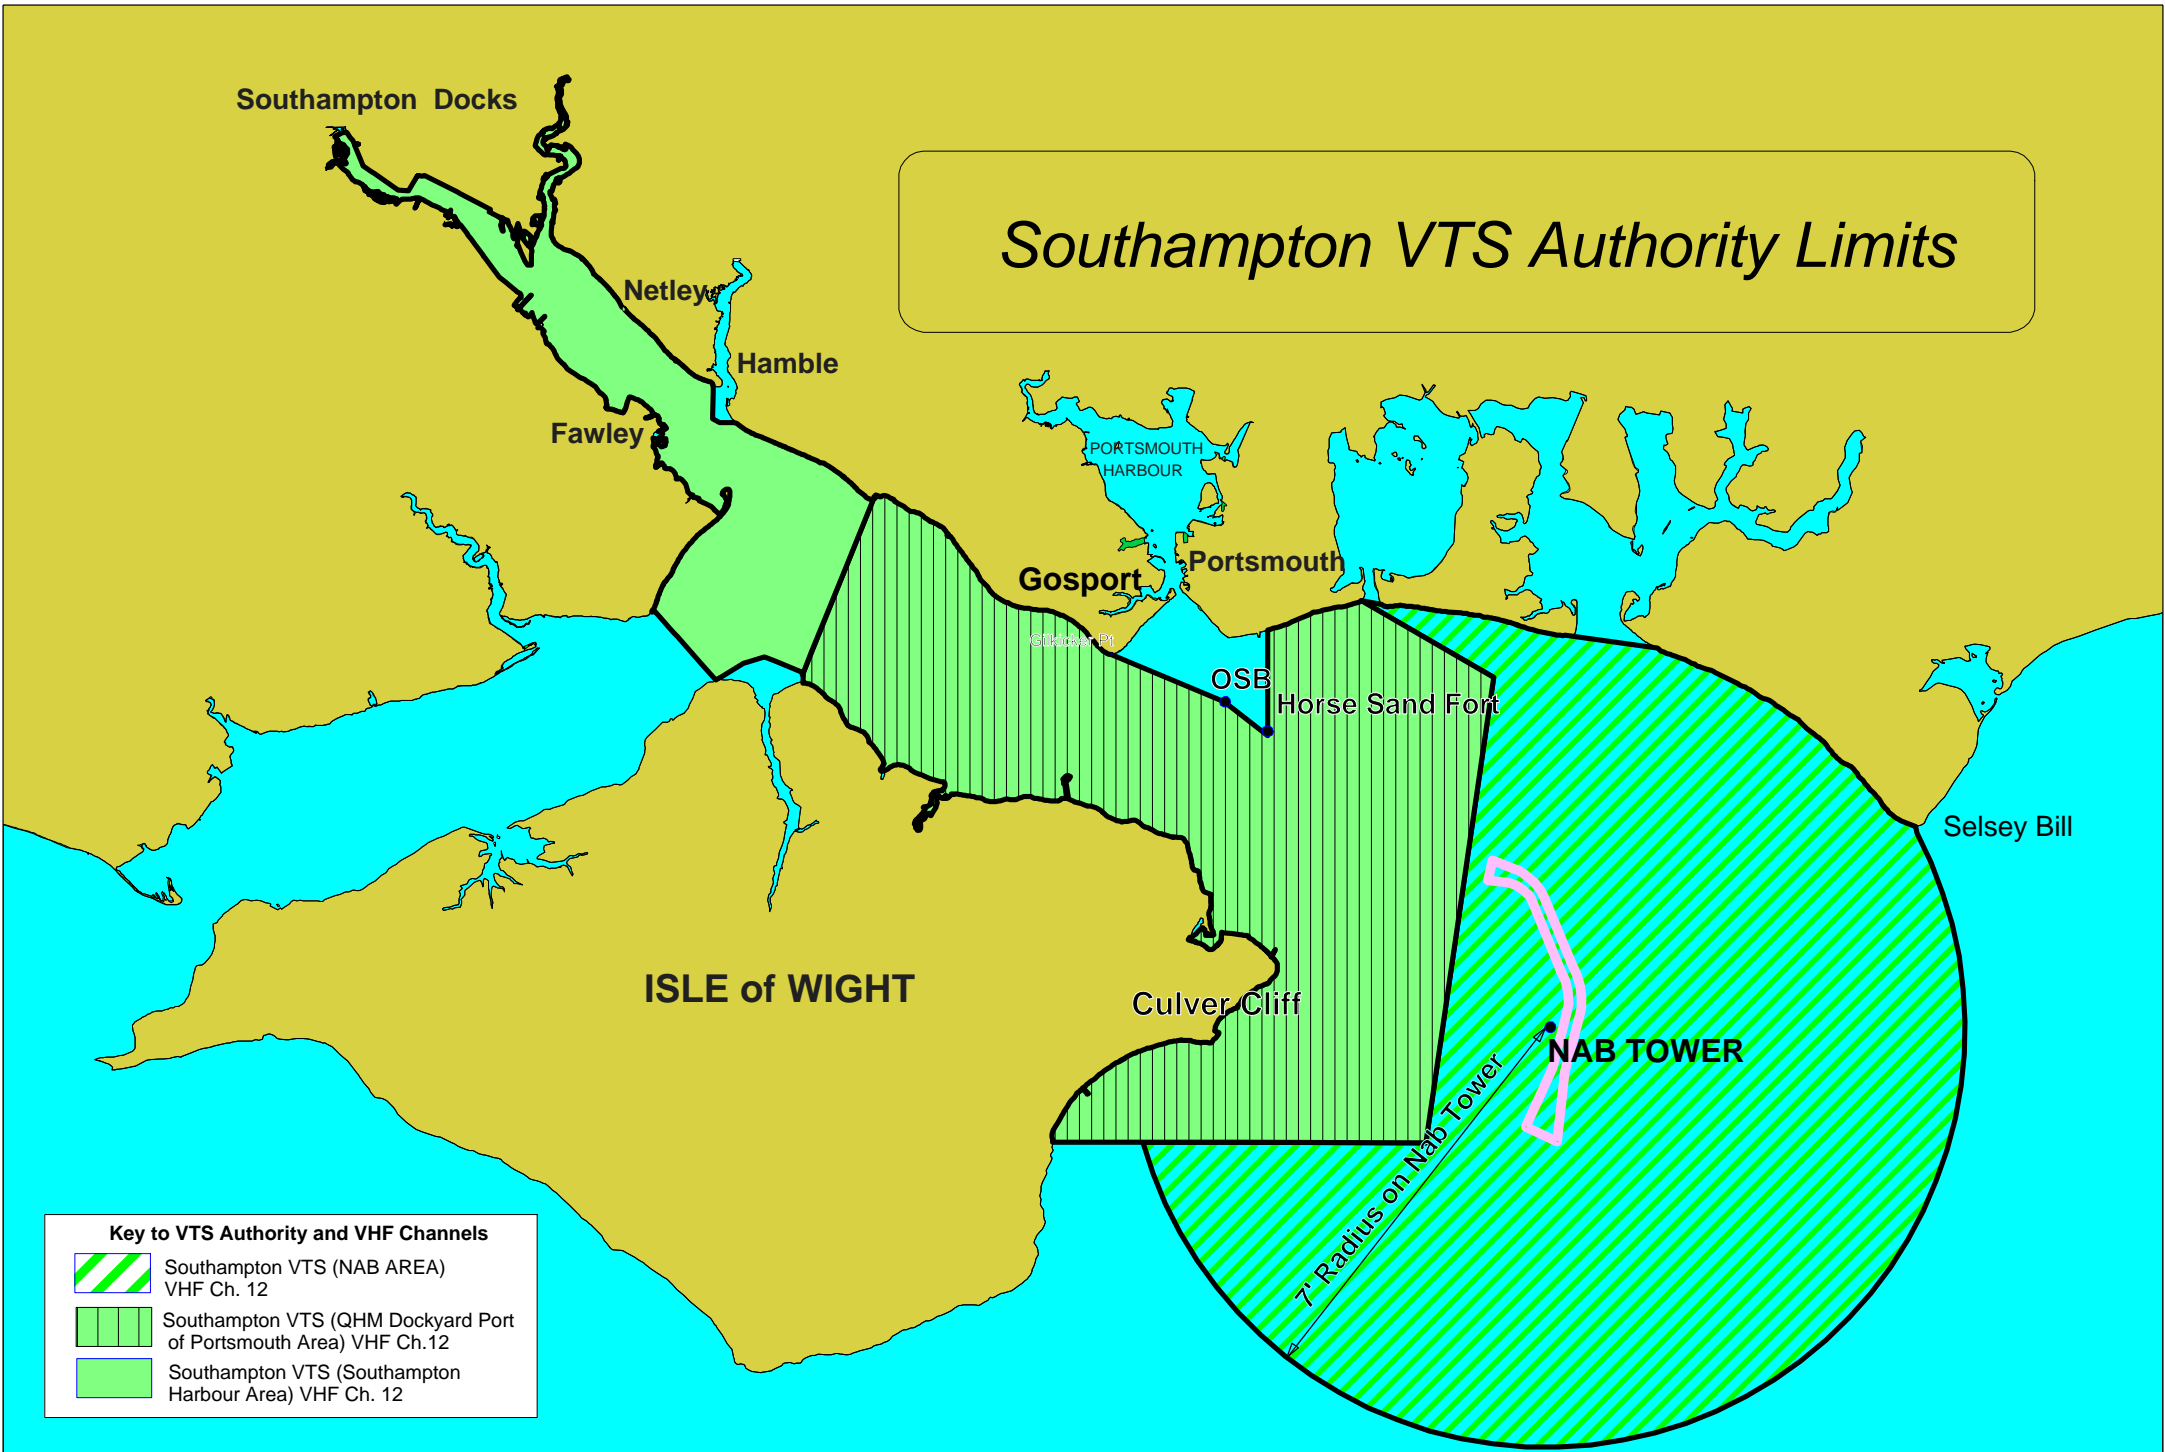 Southampton Docks
Southampton VTS Authority Limits
Netley
Hamble
Fawley
PORTSMOUTH
HARBOUR
Portsmouth
Gosport
Gilkicker Pt
OSB
Horse Sand Fort
Selsey Bill
ISLE of WIGHT
Culver Cliff
NAB TOWER
7' Radius on Nab Tower
Key to VTS Authority and VHF Channels
Southampton VTS (NAB AREA)
VHF Ch. 12
Southampton VTS (QHM Dockyard Port
of Portsmouth Area) VHF Ch.12
Southampton VTS (Southampton
Harbour Area) VHF Ch. 12